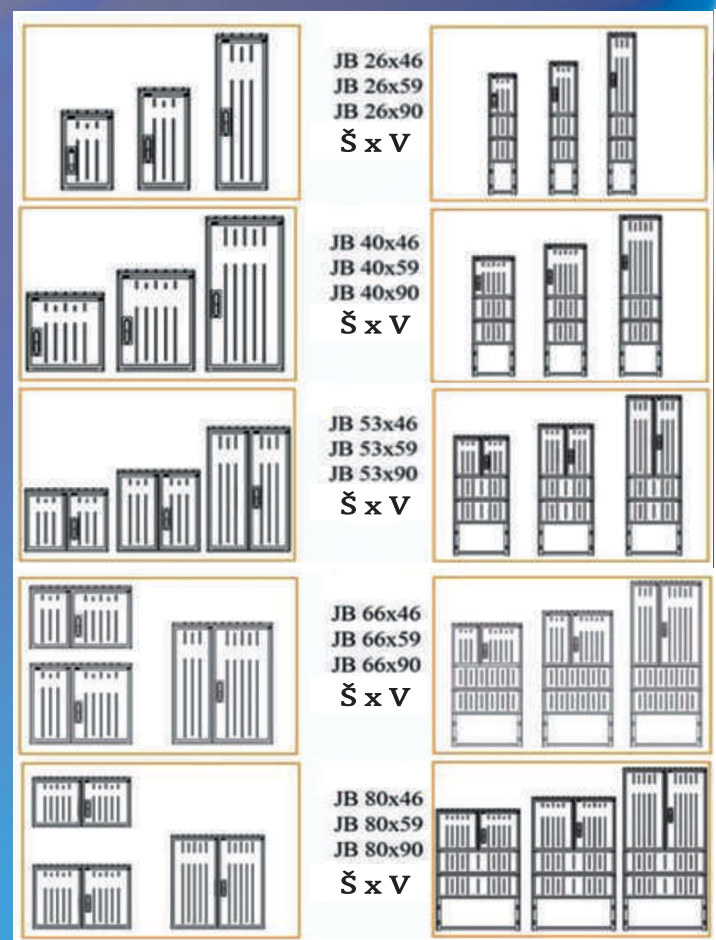 JB 26x46
JB 26x59
JB 26x90
Š x V
JB 40x46
JB 40x59
JB 40x90
Š x V
JB 53x46
JB 53x59
JB 53x90
Š x V
JB 66x46
JB 66x59
JB 66x90
Š x V
JB 80x46
JB 80x59
JB 80x90
Š x V